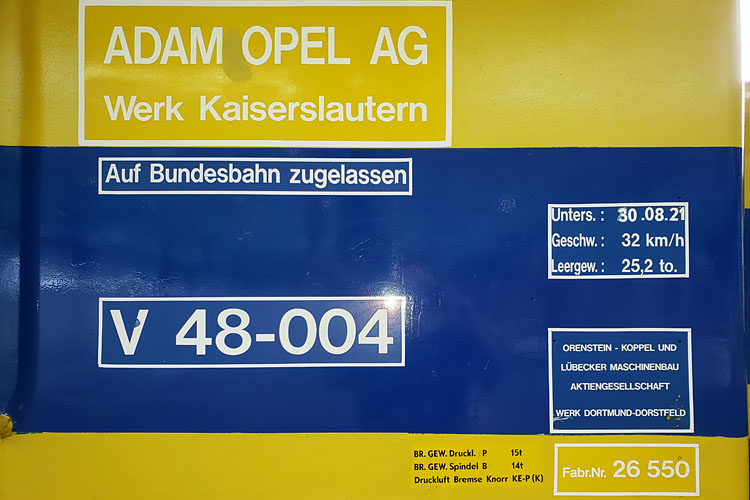 ADAM OPEL AG
Werk Kaiserslautern
Auf Bundesbahn zugelassen
Unters.: 30.08.21
Geschw.: 32 km/h
Leergew.: 25,2 to.
V 48-004
ORENSTEIN - KOPPEL UND
LÜBECKER MASCHINENBAU
AKTIENGESELLSCHAFT
WERK DORTMUND-DORSTFELD
BR. GEW. Druckl. P 15t
BR. GEW. Spindel B 14t
Druckluft Bremse Knorr KE-P (K)
Fabr.Nr. 26 550